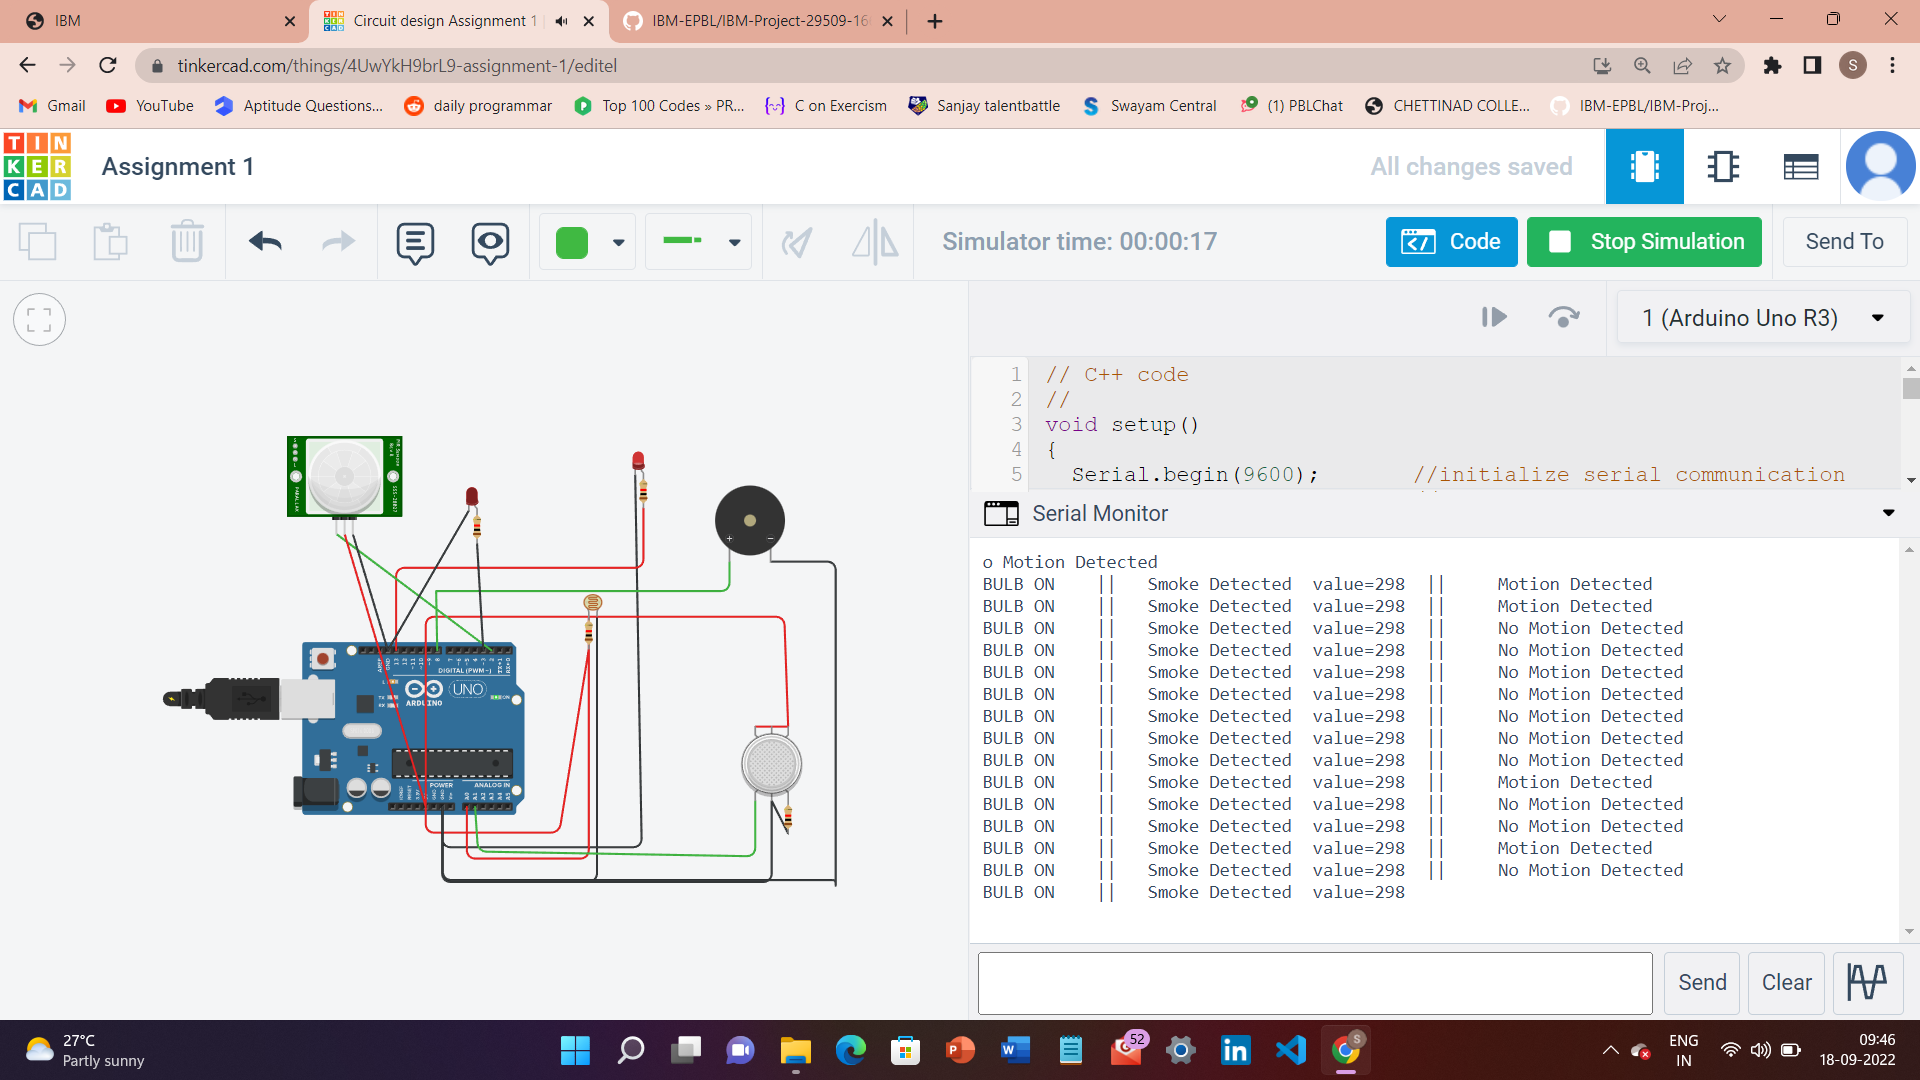 IBM
Circuit design Assignment 1
IBM-EPBL/IBM-Project-29509-16
tinkercad.com/things/4UwYkH9brL9-assignment-1/editel
S
Gmail
YouTube
Aptitude Questions...
daily programmar
Top 100 Codes » PR...
C on Exercism
Sanjay talentbattle
Swayam Central
(1) PBLChat
CHETTINAD COLLE...
IBM-EPBL/IBM-Proj...
TIN
KER
CAD
Assignment 1
All changes saved
Simulator time: 00:00:17
Code
Stop Simulation
Send To
1 (Arduino Uno R3)
1 // C++ code
2 //
3 void setup()
4 {
5 Serial.begin(9600); //initialize serial communication
Serial Monitor
o Motion Detected
BULB ON || Smoke Detected value=298 || Motion Detected
BULB ON || Smoke Detected value=298 || Motion Detected
BULB ON || Smoke Detected value=298 || No Motion Detected
BULB ON || Smoke Detected value=298 || No Motion Detected
BULB ON || Smoke Detected value=298 || No Motion Detected
BULB ON || Smoke Detected value=298 || No Motion Detected
BULB ON || Smoke Detected value=298 || No Motion Detected
BULB ON || Smoke Detected value=298 || No Motion Detected
BULB ON || Smoke Detected value=298 || No Motion Detected
BULB ON || Smoke Detected value=298 || Motion Detected
BULB ON || Smoke Detected value=298 || No Motion Detected
BULB ON || Smoke Detected value=298 || No Motion Detected
BULB ON || Smoke Detected value=298 || Motion Detected
BULB ON || Smoke Detected value=298 || No Motion Detected
BULB ON || Smoke Detected value=298
DIGITAL (PWM~)
UNO
ARDUINO
POWER
ANALOG IN
Send
Clear
27°C
Partly sunny
52
S
ENG
IN
09:46
18-09-2022